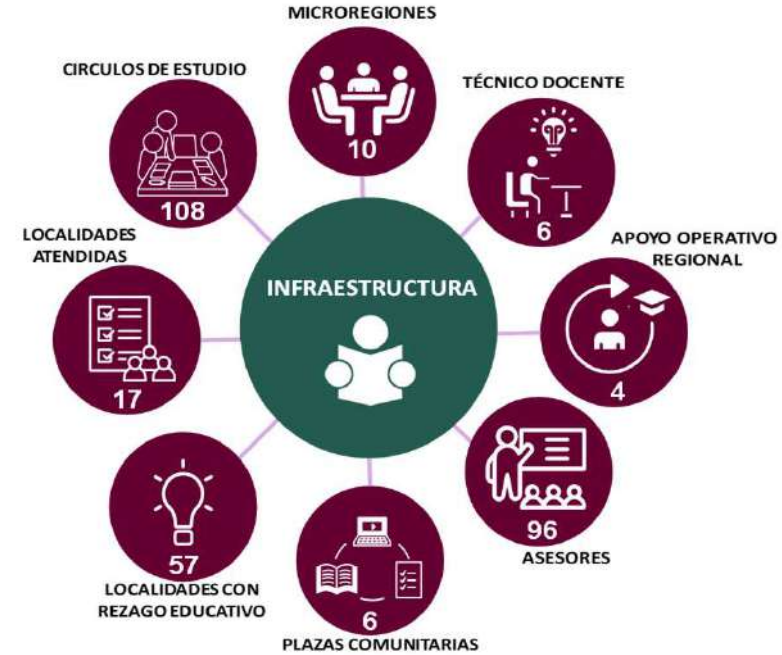 MICROREGIONES
10
TÉCNICO DOCENTE
6
APOYO OPERATIVO
REGIONAL
4
96
ASESORES
6
PLAZAS COMUNITARIAS
57
LOCALIDADES CON
REZAGO EDUCATIVO
LOCALIDADES
ATENDIDAS
17
CIRCULOS DE ESTUDIO
108
INFRAESTRUCTURA